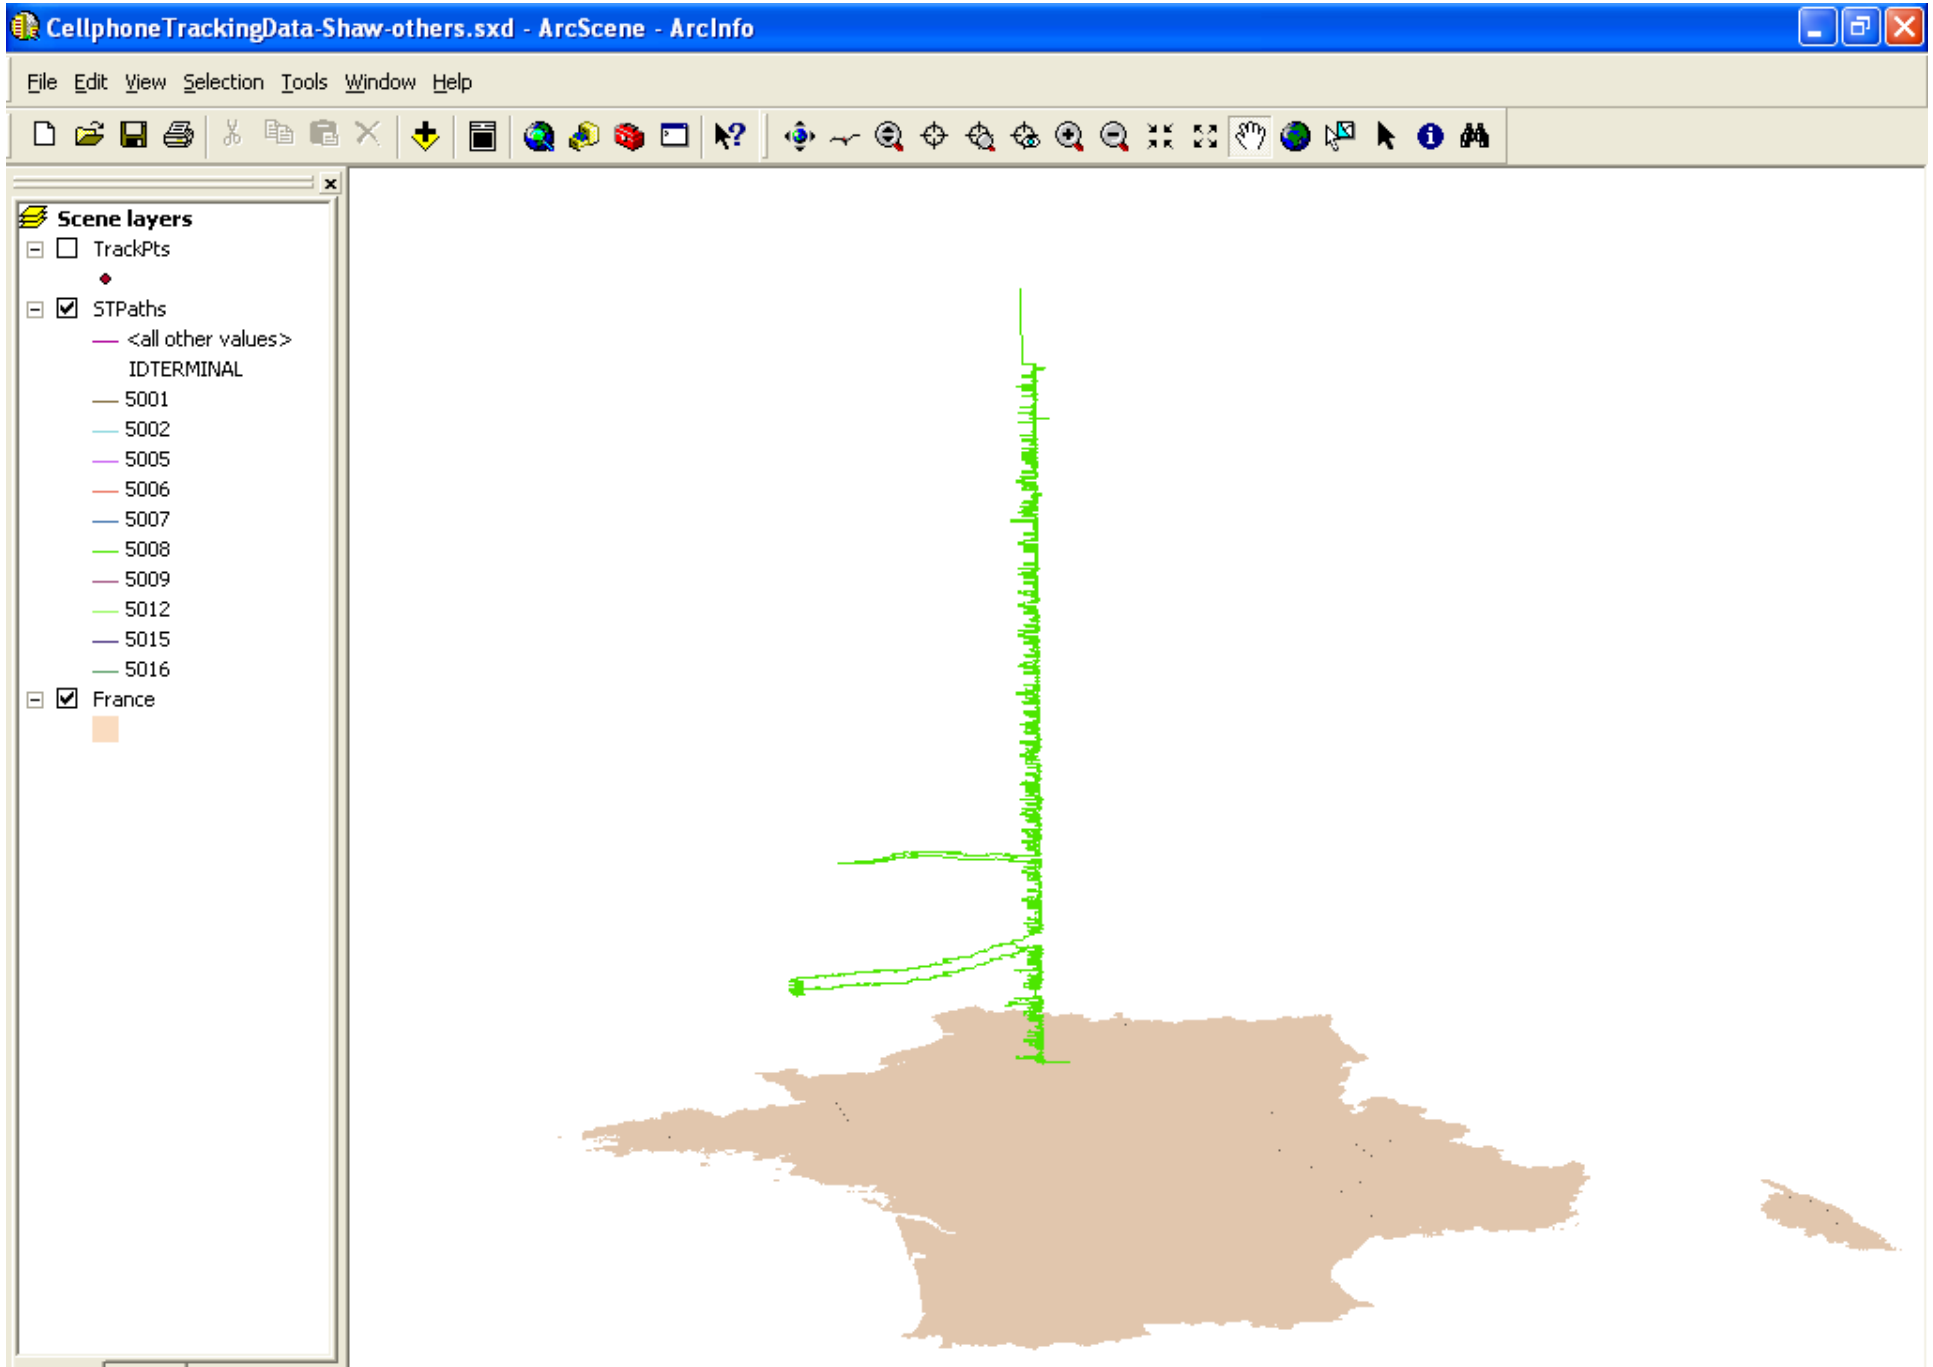 CellphoneTrackingData-Shaw-others.sxd - ArcScene - ArcInfo
File Edit View Selection Tools Window Help
Scene layers
TrackPts
STPaths
<all other values>
IDTERMINAL
5001
5002
5005
5006
5007
5008
5009
5012
5015
5016
France